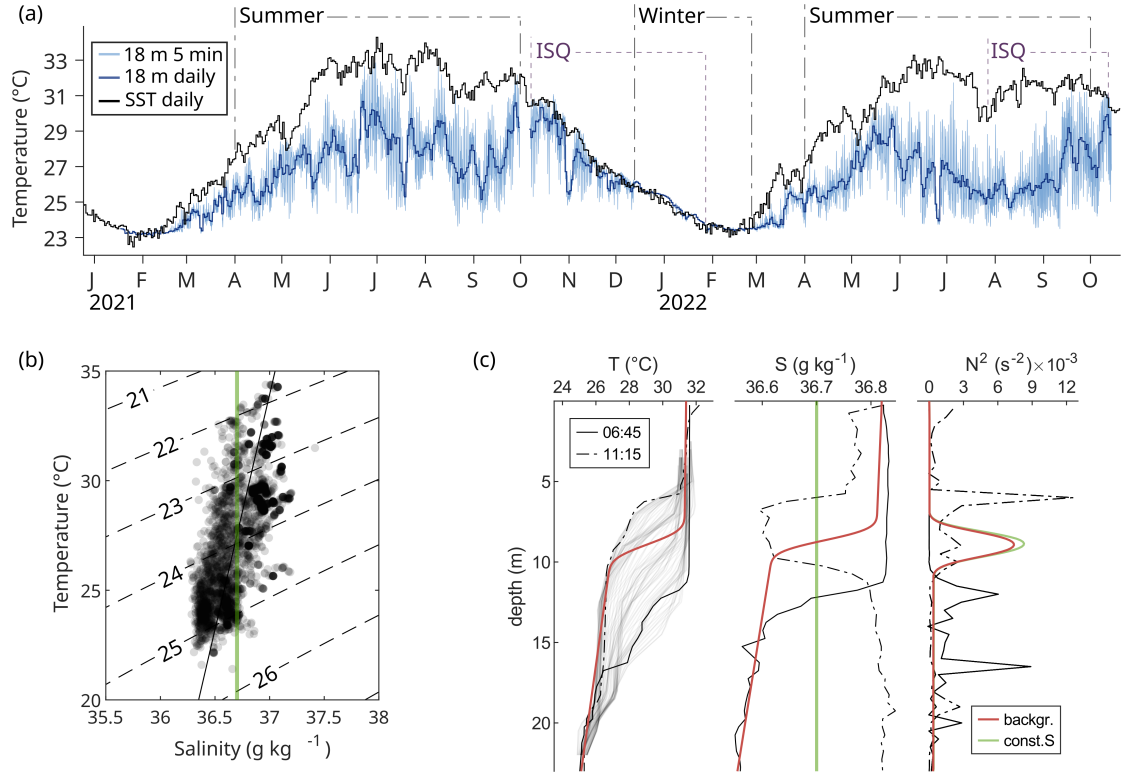 (a)
Summer
Winter
Summer
ISQ
ISQ
18 m 5 min
18 m daily
SST daily
Temperature (°C)
33
31
29
27
25
23
J F M A M J J A S O N D J F M A M J J A S O
2021 2022
(b)
Temperature (°C)
35
30
25
20
21
22
23
24
25
26
35.5 36 36.5 37 37.5 38
Salinity (g kg -1)
(c)
T (°C) S (g kg-1) N2 (s-2)×10-3
24 26 28 30 32 36.6 36.7 36.8 0 3 6 9 12
06:45
11:15
depth (m)
5
10
15
20
backgr.
const.S